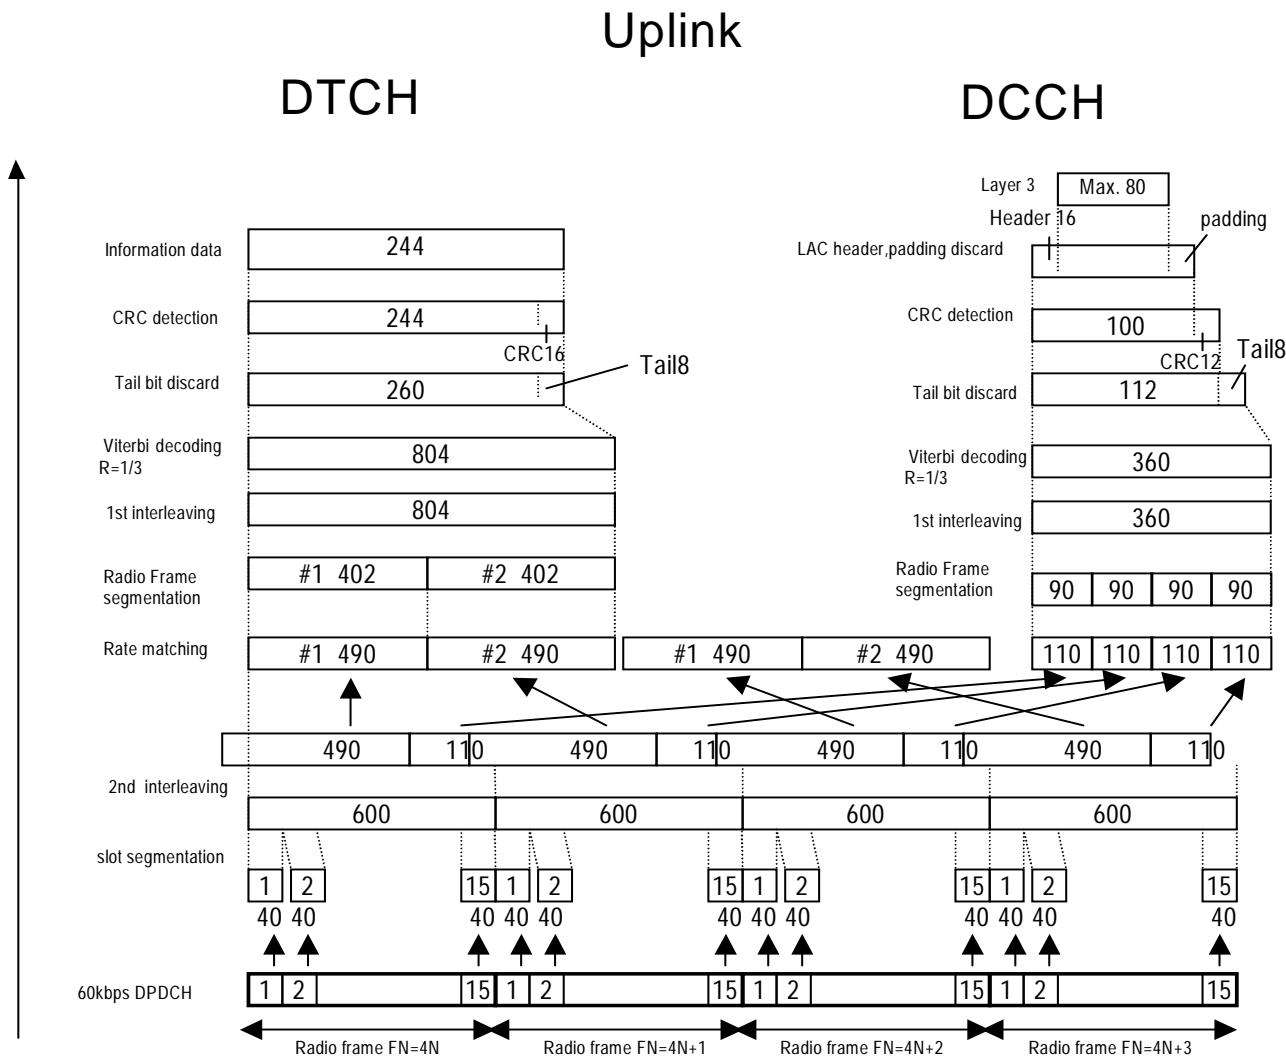 Uplink
DTCH
DCCH
Layer 3
Max. 80
Header 16
padding
Information data
244
LAC header,padding discard
CRC detection
244
CRC16
CRC detection
100
CRC12
Tail bit discard
260
Tail8
Tail bit discard
112
Tail8
Viterbi decoding
R=1/3
804
Viterbi decoding
R=1/3
360
1st interleaving
804
1st interleaving
360
Radio Frame
segmentation
#1 402
#2 402
Radio Frame
segmentation
90 90 90 90
Rate matching
#1 490
#2 490
#1 490
#2 490
110 110 110 110
490 110 490 110 490 110 490 110
2nd interleaving
600 600 600 600
slot segmentation
1 2 15 1 2 15 1 2 15 1 2 15
40 40 40 40 40 40 40 40 40 40 40 40
60kbps DPDCH
1 2 15 1 2 15 1 2 15 1 2 15
Radio frame FN=4N
Radio frame FN=4N+1
Radio frame FN=4N+2
Radio frame FN=4N+3